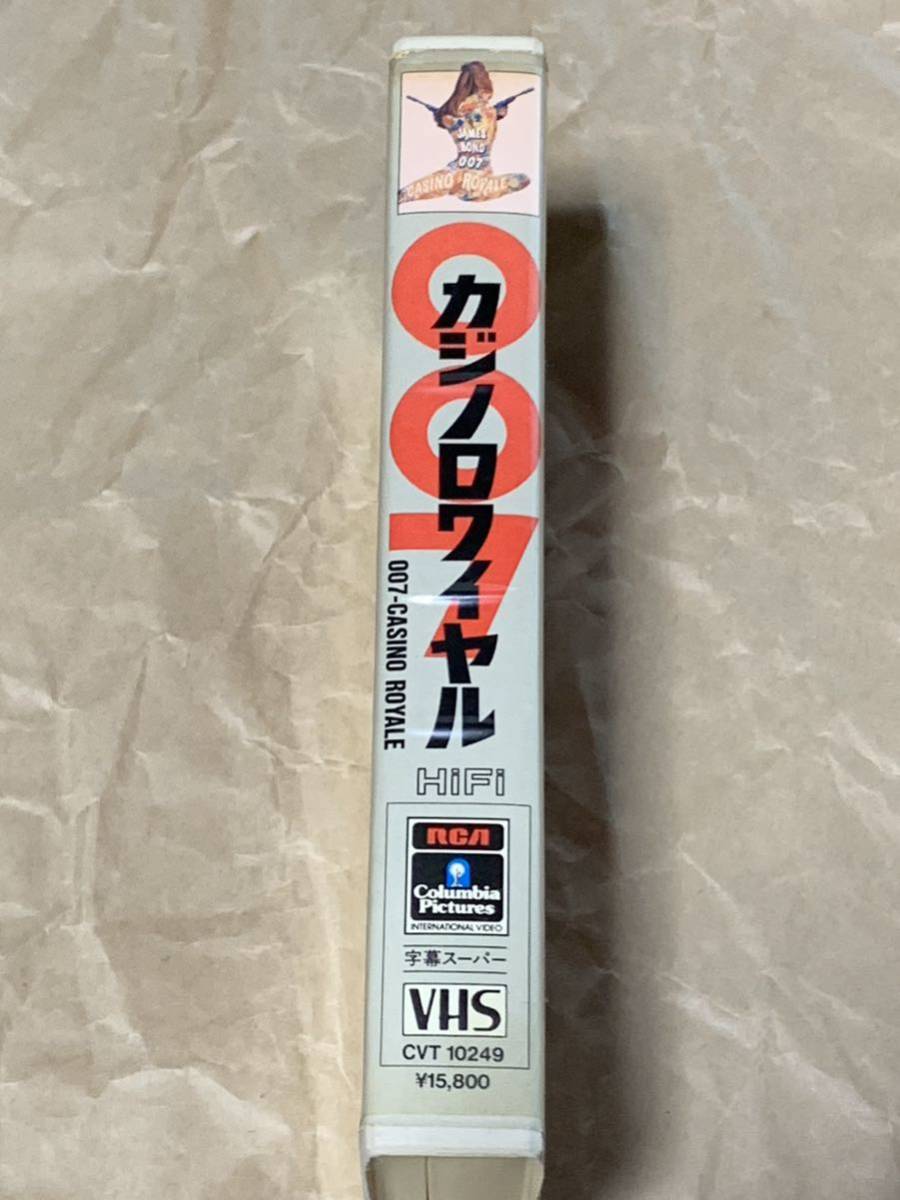 JAMES
BOND
007
CASINO ROYALE
007
カジノロワイヤル
007-CASINO ROYALE
HiFi
RCA
Columbia
Pictures
INTERNATIONAL VIDEO
字幕スーパー
VHS
CVT 10249
¥15,800